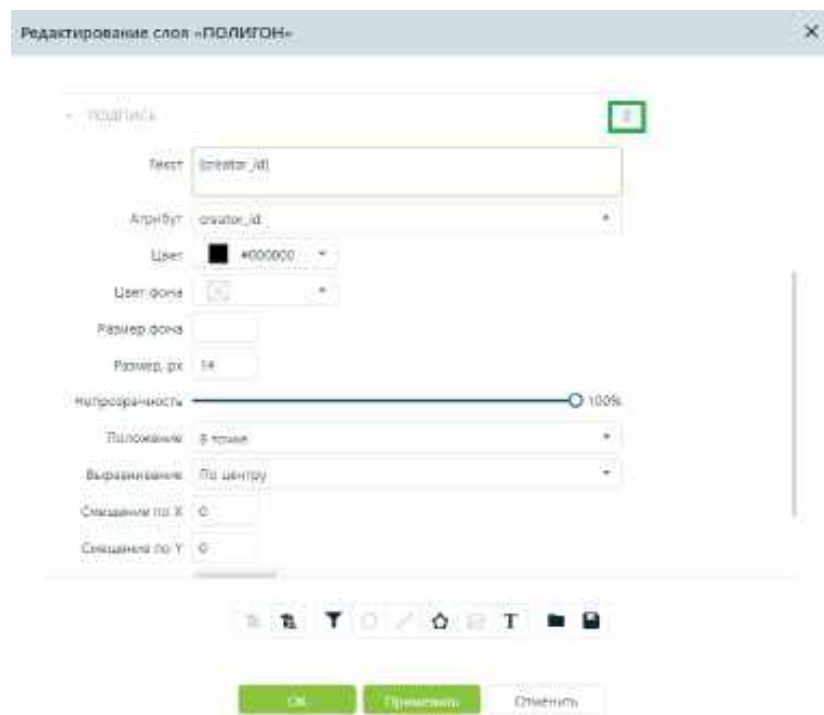 Редактирование слоя «ПОЛИГОН»
ПОДПИСЬ
Текст {creator_id}
Атрибут creator_id
Цвет #000000
Цвет фона
Размер фона
Размер, px 14
Непрозрачность 100%
Положение В точке
Выравнивание По центру
Смещение по X 0
Смещение по Y 0
T
ОК Применить Отменить